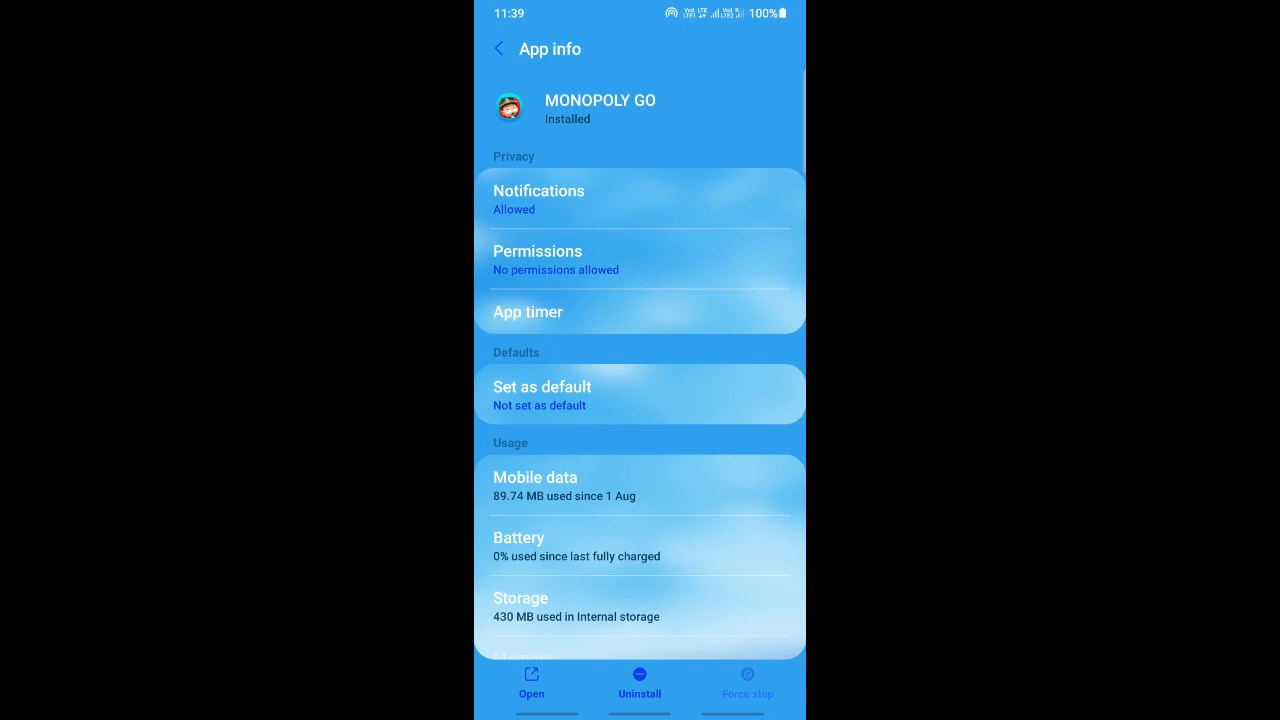 11:39
100%
App info
MONOPOLY GO
Installed
Privacy
Notifications
Allowed
Permissions
No permissions allowed
App timer
Defaults
Set as default
Not set as default
Usage
Mobile data
89.74 MB used since 1 Aug
Battery
0% used since last fully charged
Storage
430 MB used in Internal storage
Memory
Open
Uninstall
Force stop